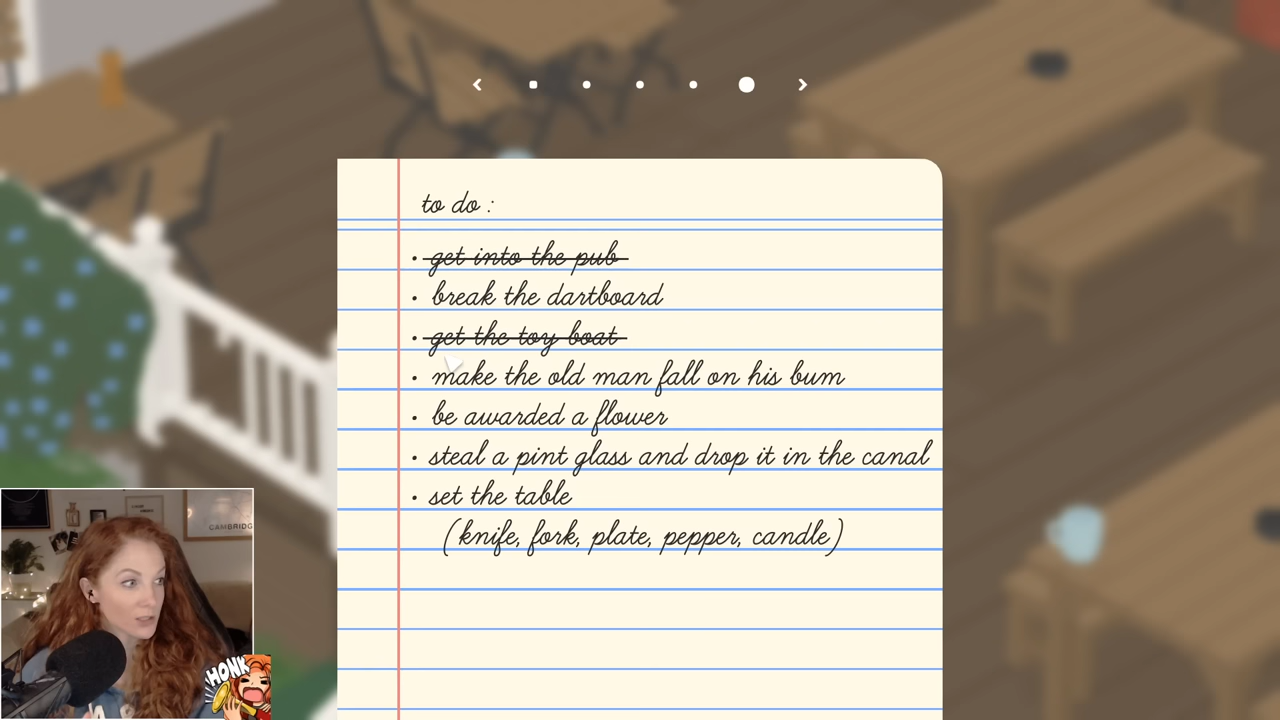 to do :
• get into the pub
• break the dartboard
• get the toy boat
• make the old man fall on his bum
• be awarded a flower
• steal a pint glass and drop it in the canal
• set the table
(knife, fork, plate, pepper, candle)
CAMBRIDG
HONK